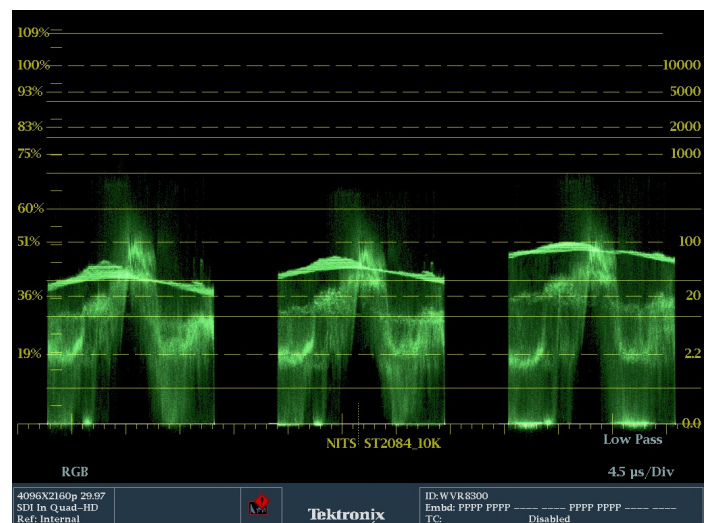 109%
100% 10000
93% 5000
83% 2000
75% 1000
60%
51% 100
36% 20
19% 2.2
0.0
NITS ST2084_10K
Low Pass
RGB 4.5 µs/Div
4096X2160p 29.97
SDI In Quad-HD
Ref: Internal
Tektronix
ID: WVR8300
Embd: PPPP PPPP ---- ---- PPPP PPPP ---- ----
TC: Disabled